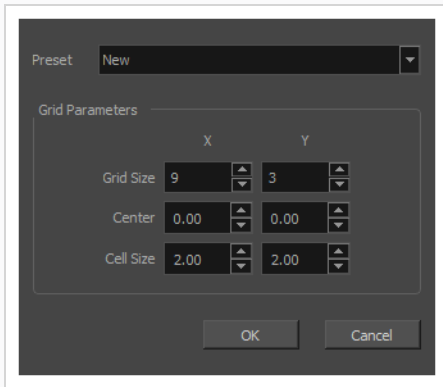 Preset New
Grid Parameters
X Y
Grid Size 9 3
Center 0.00 0.00
Cell Size 2.00 2.00
OK Cancel